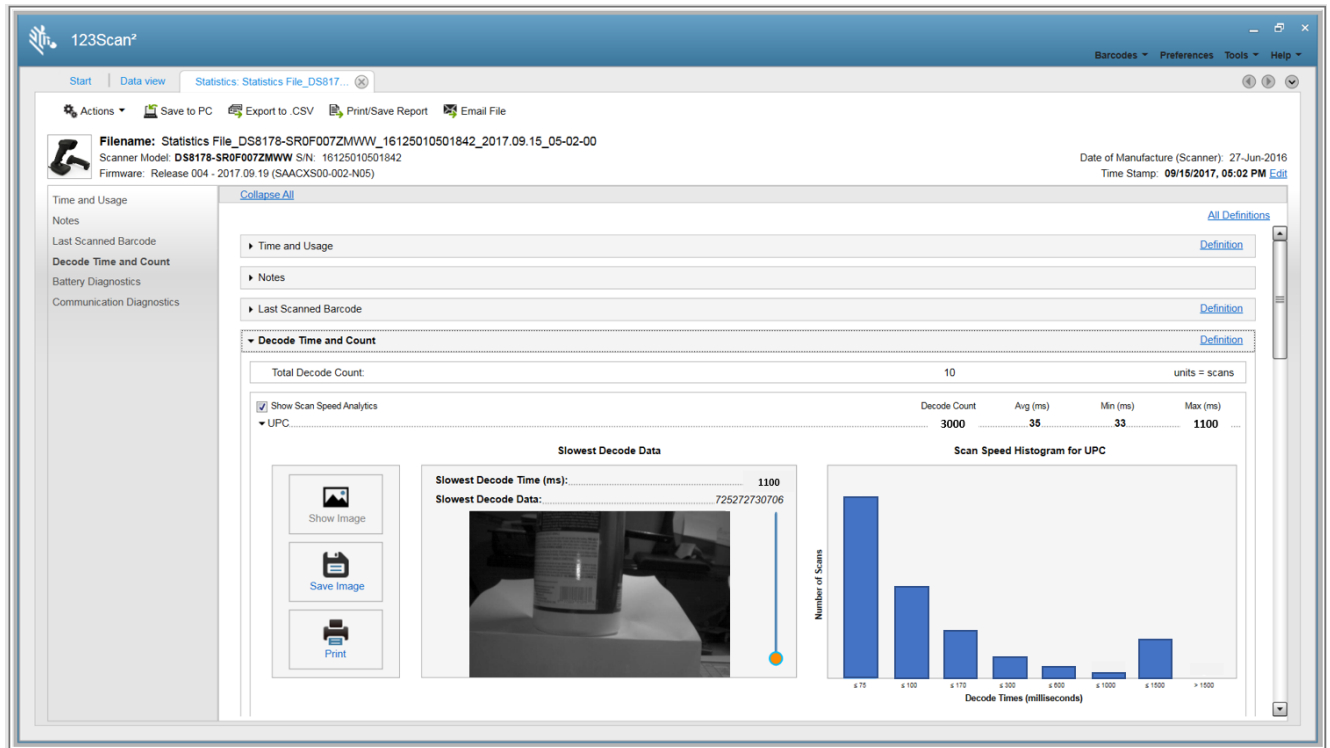 123Scan²
Barcodes Preferences Tools Help
Start Data view Statistics: Statistics File_DS817...
Actions Save to PC Export to .CSV Print/Save Report Email File
Filename: Statistics File_DS8178-SR0F007ZMWW_16125010501842_2017.09.15_05-02-00
Scanner Model: DS8178-SR0F007ZMWW S/N: 16125010501842
Date of Manufacture (Scanner): 27-Jun-2016
Firmware: Release 004 - 2017.09.19 (SAACXS00-002-N05)
Time Stamp: 09/15/2017, 05:02 PM Edit
Time and Usage
Notes
Last Scanned Barcode
Decode Time and Count
Battery Diagnostics
Communication Diagnostics
Collapse All
All Definitions
Time and Usage Definition
Notes
Last Scanned Barcode Definition
Decode Time and Count Definition
Total Decode Count: 10 units = scans
Show Scan Speed Analytics Decode Count Avg (ms) Min (ms) Max (ms)
UPC 3000 35 33 1100
Slowest Decode Data
Scan Speed Histogram for UPC
Show Image
Save Image
Print
Slowest Decode Time (ms): 1100
Slowest Decode Data: 725272730706
Number of Scans
≤ 75 ≤ 100 ≤ 170 ≤ 300 ≤ 600 ≤ 1000 ≤ 1500 > 1500
Decode Times (milliseconds)